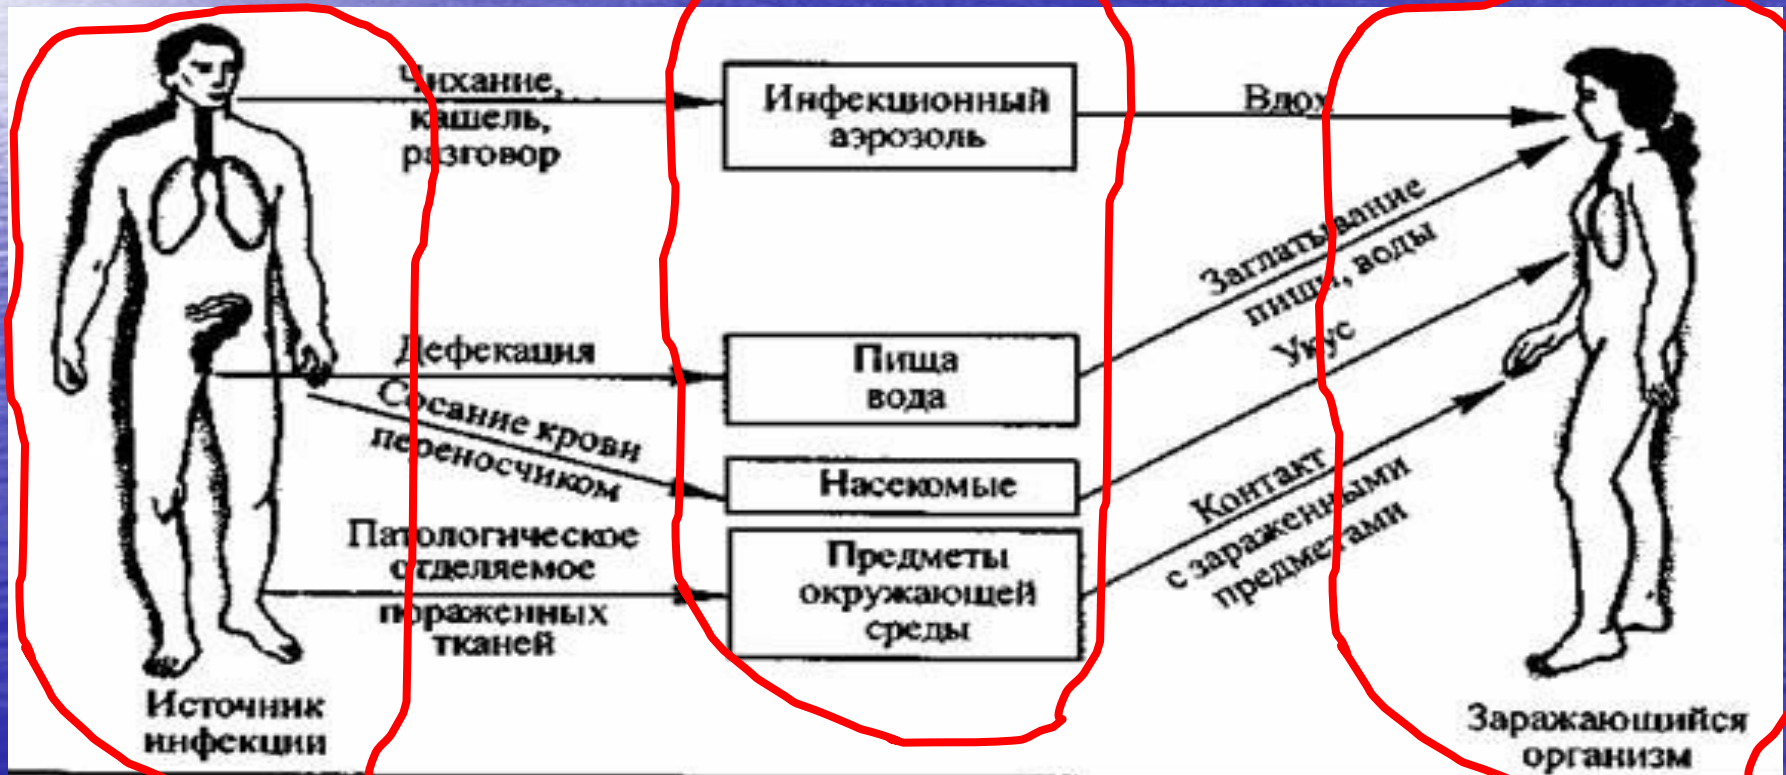 Чихание,
кашель,
разговор
Инфекционный
аэрозоль
Вдох
Дефекация
Пища
вода
Заглатывание
пищи, воды
Сосание крови
переносчиком
Насекомые
Укус
Патологическое
отделяемое
пораженных
тканей
Предметы
окружающей
среды
Контакт
с зараженными
предметами
Источник
инфекции
Заражающийся
организм